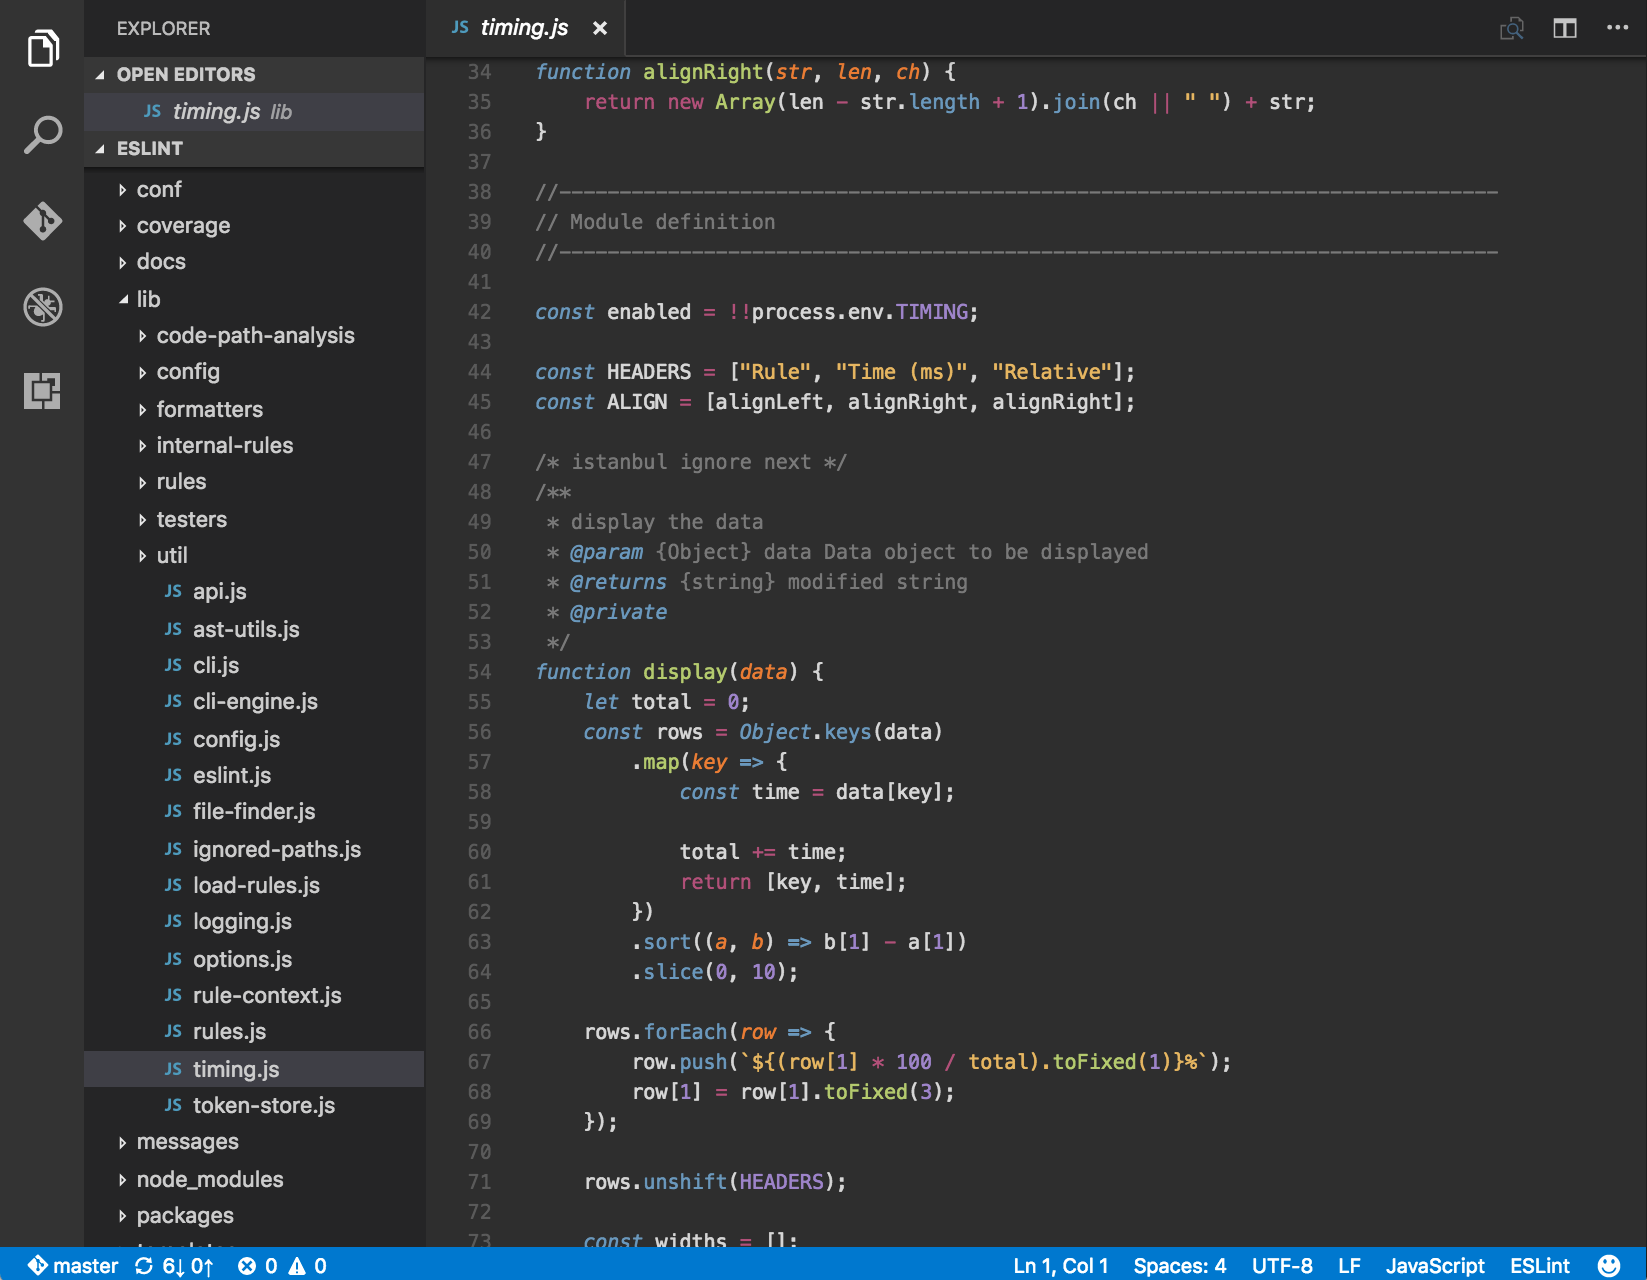 EXPLORER
OPEN EDITORS
JS timing.js lib
ESLINT
conf
coverage
docs
lib
code-path-analysis
config
formatters
internal-rules
rules
testers
util
JS api.js
JS ast-utils.js
JS cli.js
JS cli-engine.js
JS config.js
JS eslint.js
JS file-finder.js
JS ignored-paths.js
JS load-rules.js
JS logging.js
JS options.js
JS rule-context.js
JS rules.js
JS timing.js
JS token-store.js
messages
node_modules
packages
JS timing.js ×
34 function alignRight(str, len, ch) {
35     return new Array(len - str.length + 1).join(ch || " ") + str;
36 }
37
38 //------------------------------------------------------------------------------
39 // Module definition
40 //------------------------------------------------------------------------------
41
42 const enabled = !!process.env.TIMING;
43
44 const HEADERS = ["Rule", "Time (ms)", "Relative"];
45 const ALIGN = [alignLeft, alignRight, alignRight];
46
47 /* istanbul ignore next */
48 /**
49  * display the data
50  * @param {Object} data Data object to be displayed
51  * @returns {string} modified string
52  * @private
53  */
54 function display(data) {
55     let total = 0;
56     const rows = Object.keys(data)
57         .map(key => {
58             const time = data[key];
59
60             total += time;
61             return [key, time];
62         })
63         .sort((a, b) => b[1] - a[1])
64         .slice(0, 10);
65
66     rows.forEach(row => {
67         row.push(`${(row[1] * 100 / total).toFixed(1)}%`);
68         row[1] = row[1].toFixed(3);
69     });
70
71     rows.unshift(HEADERS);
72
73     const widths = [];
master 6↓ 0↑ 0 0 Ln 1, Col 1 Spaces: 4 UTF-8 LF JavaScript ESLint